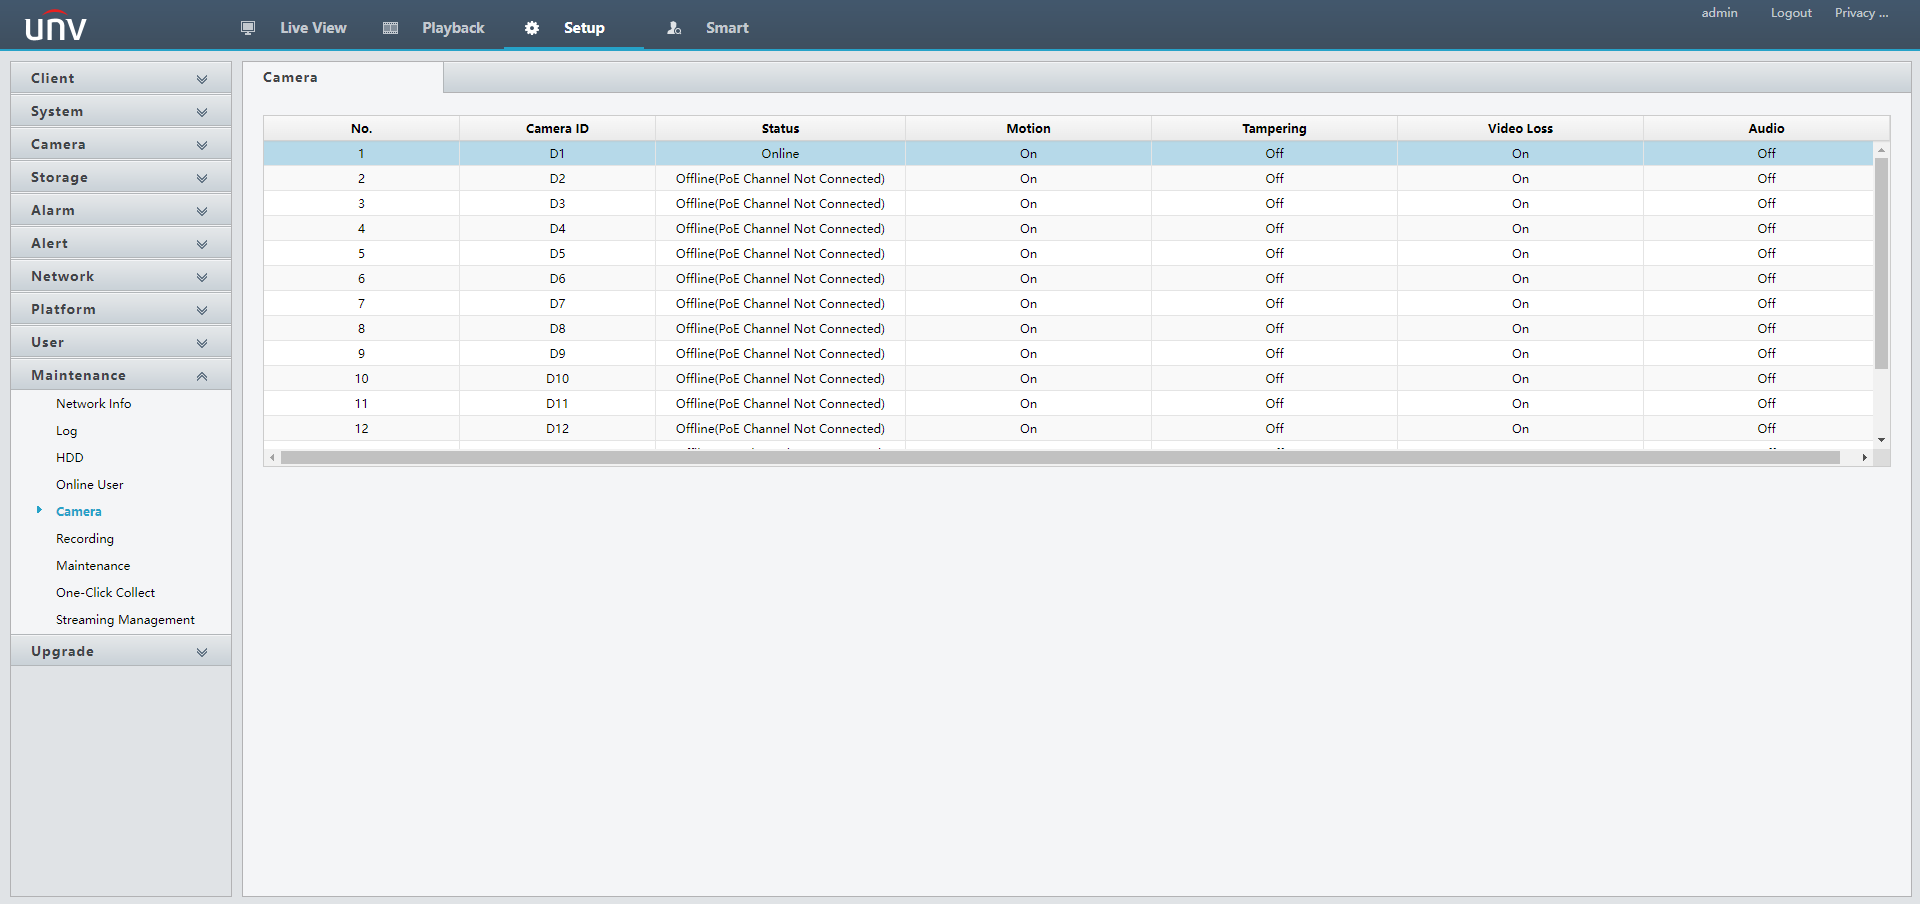 unv Live View Playback Setup Smart admin Logout Privacy ...
Client
System
Camera
Storage
Alarm
Alert
Network
Platform
User
Maintenance
Network Info
Log
HDD
Online User
Camera
Recording
Maintenance
One-Click Collect
Streaming Management
Upgrade
Camera
No. Camera ID Status Motion Tampering Video Loss Audio
1 D1 Online On Off On Off
2 D2 Offline(PoE Channel Not Connected) On Off On Off
3 D3 Offline(PoE Channel Not Connected) On Off On Off
4 D4 Offline(PoE Channel Not Connected) On Off On Off
5 D5 Offline(PoE Channel Not Connected) On Off On Off
6 D6 Offline(PoE Channel Not Connected) On Off On Off
7 D7 Offline(PoE Channel Not Connected) On Off On Off
8 D8 Offline(PoE Channel Not Connected) On Off On Off
9 D9 Offline(PoE Channel Not Connected) On Off On Off
10 D10 Offline(PoE Channel Not Connected) On Off On Off
11 D11 Offline(PoE Channel Not Connected) On Off On Off
12 D12 Offline(PoE Channel Not Connected) On Off On Off